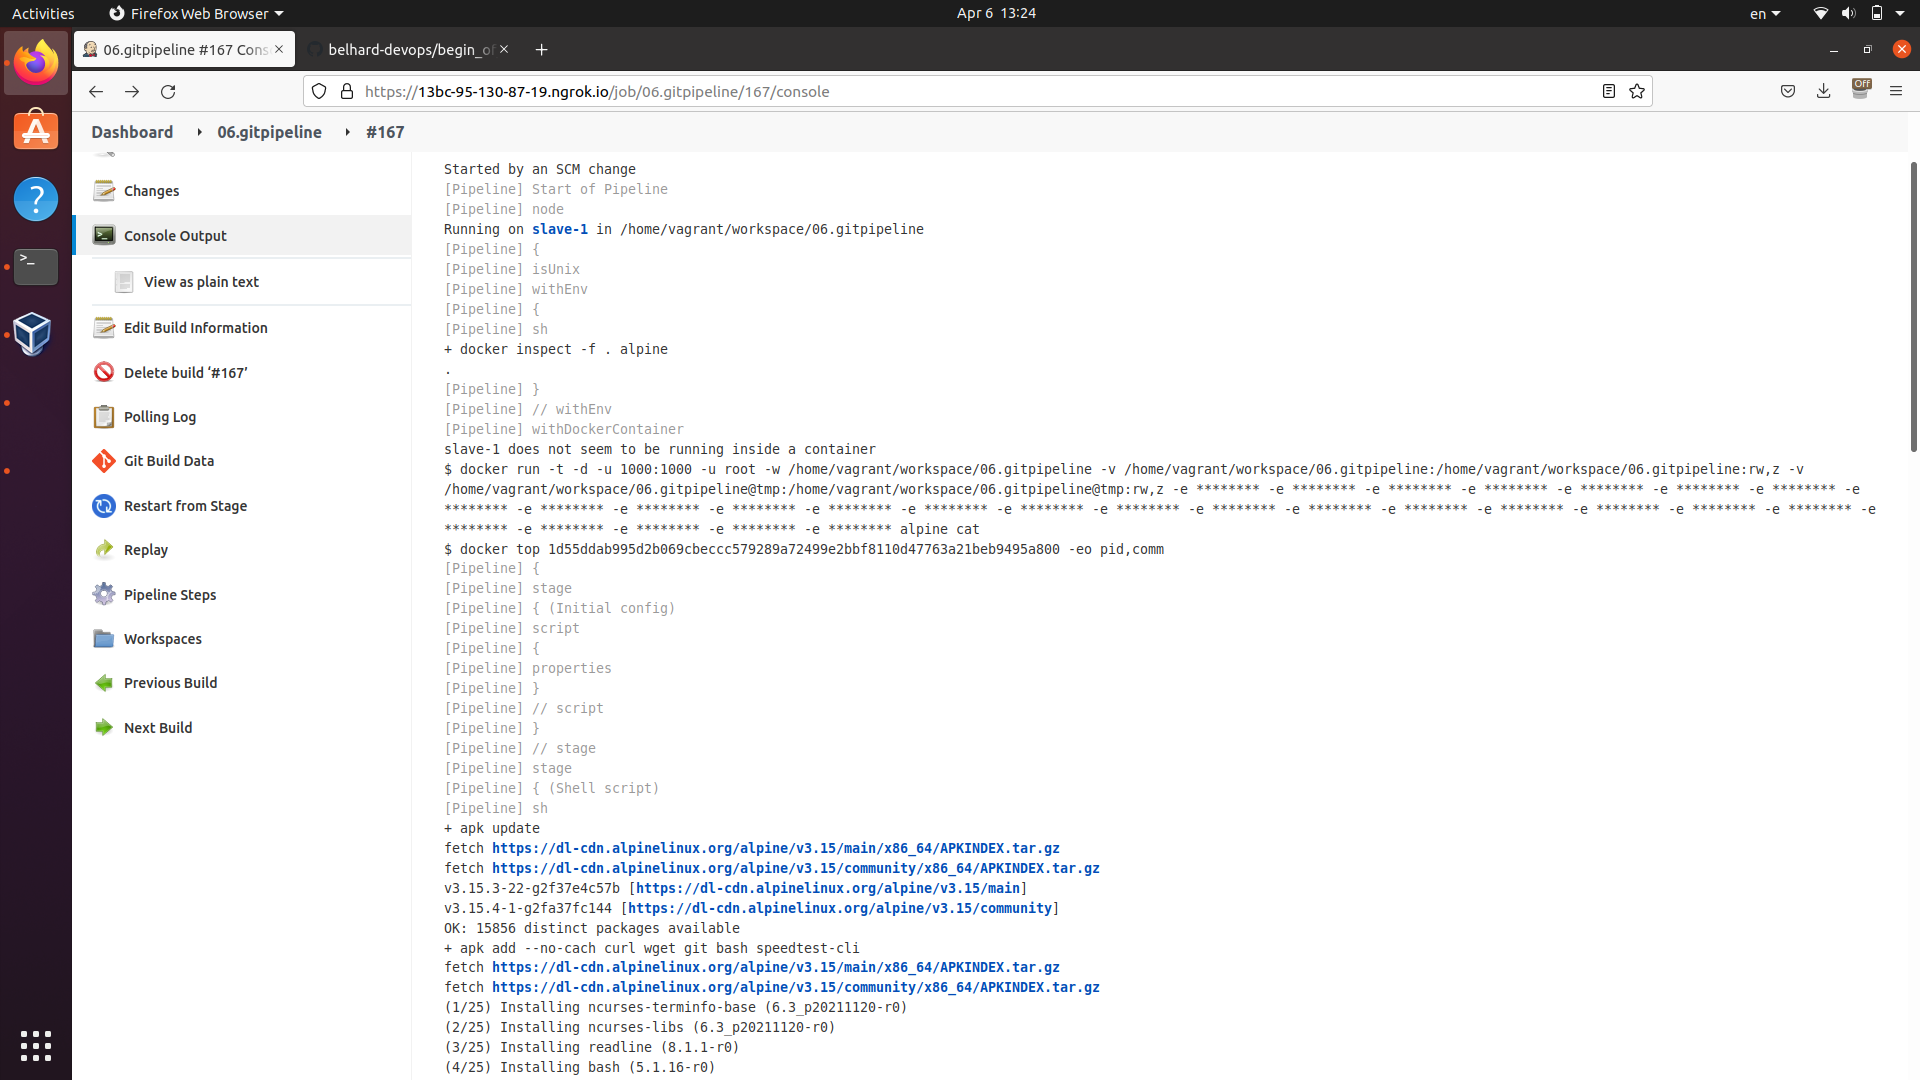 Activities
Firefox Web Browser
Apr 6 13:24
en
06.gitpipeline #167 Cons
belhard-devops/begin_of
https://13bc-95-130-87-19.ngrok.io/job/06.gitpipeline/167/console
Off
Dashboard
06.gitpipeline
#167
Changes
Console Output
View as plain text
Edit Build Information
Delete build ‘#167’
Polling Log
Git Build Data
Restart from Stage
Replay
Pipeline Steps
Workspaces
Previous Build
Next Build
Started by an SCM change
[Pipeline] Start of Pipeline
[Pipeline] node
Running on slave-1 in /home/vagrant/workspace/06.gitpipeline
[Pipeline] {
[Pipeline] isUnix
[Pipeline] withEnv
[Pipeline] {
[Pipeline] sh
+ docker inspect -f . alpine
.
[Pipeline] }
[Pipeline] // withEnv
[Pipeline] withDockerContainer
slave-1 does not seem to be running inside a container
$ docker run -t -d -u 1000:1000 -u root -w /home/vagrant/workspace/06.gitpipeline -v /home/vagrant/workspace/06.gitpipeline:/home/vagrant/workspace/06.gitpipeline:rw,z -v
/home/vagrant/workspace/06.gitpipeline@tmp:/home/vagrant/workspace/06.gitpipeline@tmp:rw,z -e ******** -e ******** -e ******** -e ******** -e ******** -e ******** -e ******** -e
******** -e ******** -e ******** -e ******** -e ******** -e ******** -e ******** -e ******** -e ******** -e ******** -e ******** -e ******** -e ******** -e ******** -e ******** -e
******** -e ******** -e ******** -e ******** -e ******** alpine cat
$ docker top 1d55ddab995d2b069cbeccc579289a72499e2bbf8110d47763a21beb9495a800 -eo pid,comm
[Pipeline] {
[Pipeline] stage
[Pipeline] { (Initial config)
[Pipeline] script
[Pipeline] {
[Pipeline] properties
[Pipeline] }
[Pipeline] // script
[Pipeline] }
[Pipeline] // stage
[Pipeline] stage
[Pipeline] { (Shell script)
[Pipeline] sh
+ apk update
fetch https://dl-cdn.alpinelinux.org/alpine/v3.15/main/x86_64/APKINDEX.tar.gz
fetch https://dl-cdn.alpinelinux.org/alpine/v3.15/community/x86_64/APKINDEX.tar.gz
v3.15.3-22-g2f37e4c57b [https://dl-cdn.alpinelinux.org/alpine/v3.15/main]
v3.15.4-1-g2fa37fc144 [https://dl-cdn.alpinelinux.org/alpine/v3.15/community]
OK: 15856 distinct packages available
+ apk add --no-cach curl wget git bash speedtest-cli
fetch https://dl-cdn.alpinelinux.org/alpine/v3.15/main/x86_64/APKINDEX.tar.gz
fetch https://dl-cdn.alpinelinux.org/alpine/v3.15/community/x86_64/APKINDEX.tar.gz
(1/25) Installing ncurses-terminfo-base (6.3_p20211120-r0)
(2/25) Installing ncurses-libs (6.3_p20211120-r0)
(3/25) Installing readline (8.1.1-r0)
(4/25) Installing bash (5.1.16-r0)